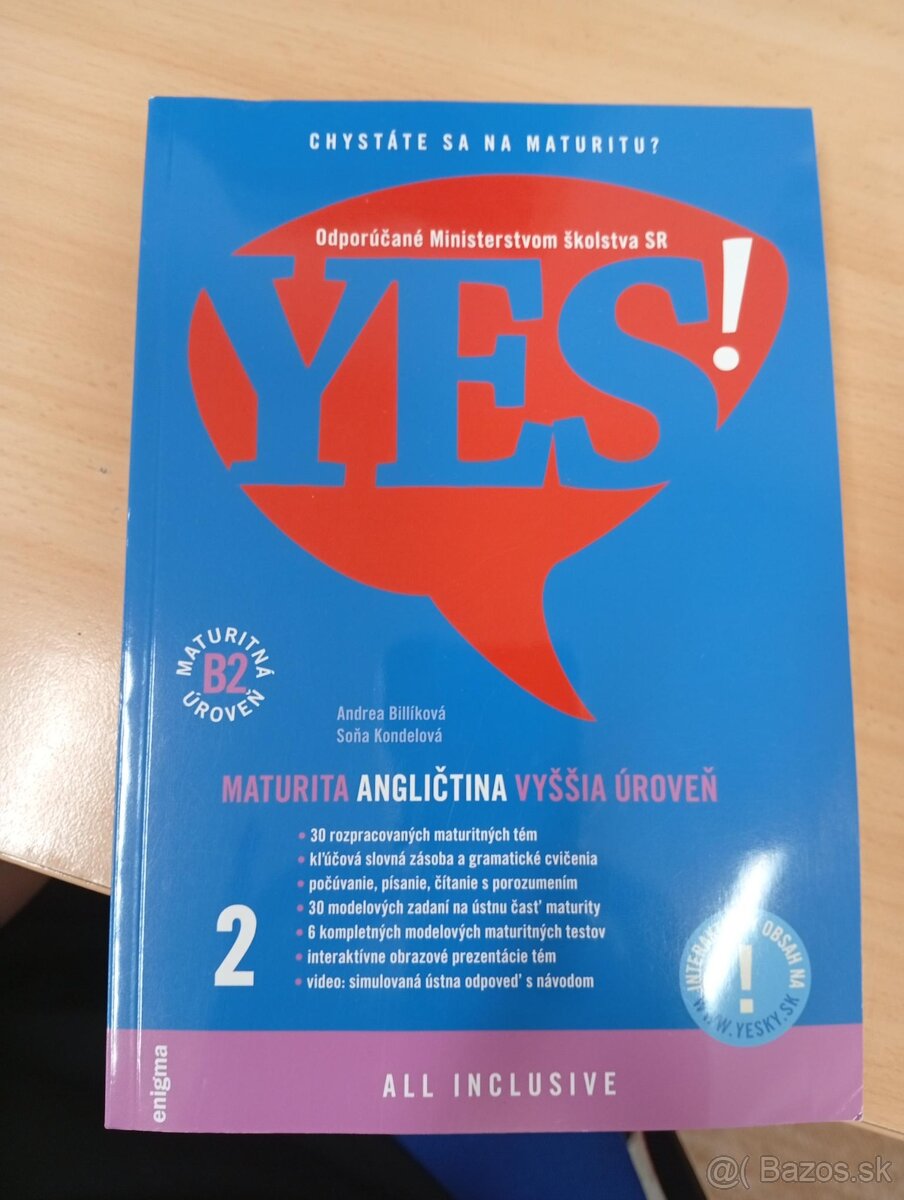 CHYSTÁTE SA NA MATURITU?
Odporúčané Ministerstvom školstva SR
YES!
MATURITNÁ
B2
ÚROVEŇ
Andrea Billíková
Soňa Kondelová
MATURITA ANGLIČTINA VYŠŠIA ÚROVEŇ
• 30 rozpracovaných maturitných tém
• kľúčová slovná zásoba a gramatické cvičenia
• počúvanie, písanie, čítanie s porozumením
• 30 modelových zadaní na ústnu časť maturity
• 6 kompletných modelových maturitných testov
• interaktívne obrazové prezentácie tém
• video: simulovaná ústna odpoveď s návodom
2
OBSAH NA
!
WWW.YESKY.SK
enigma
ALL INCLUSIVE
@( Bazos.sk